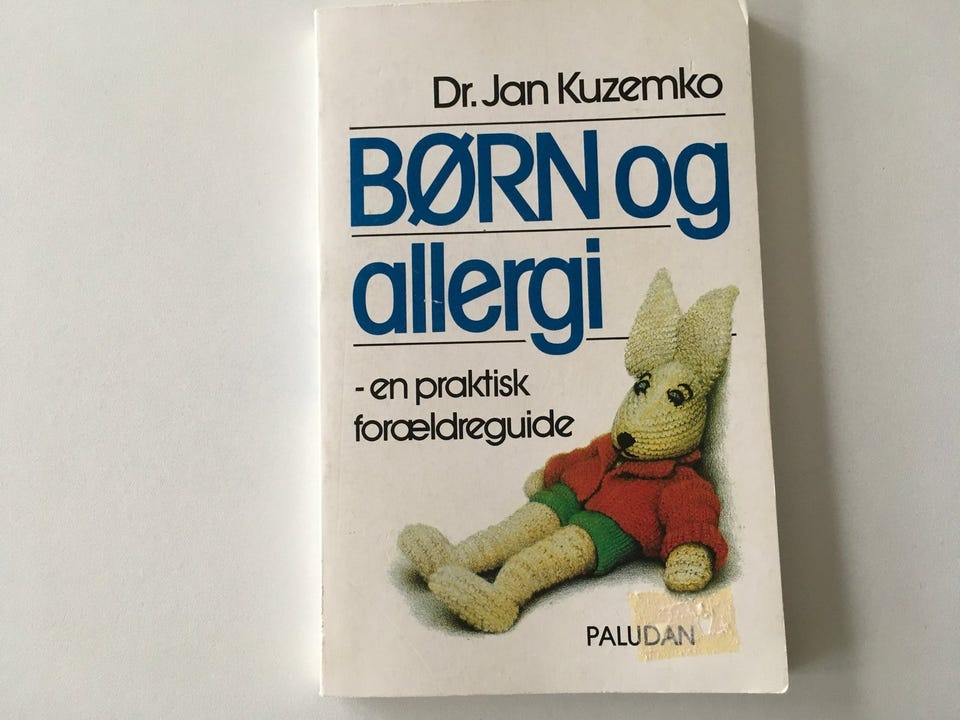 Dr. Jan Kuzemko
BØRN og
allergi
- en praktisk
forældreguide
PALUDAN